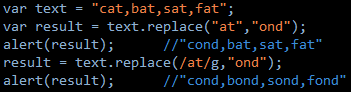 var text = "cat,bat,sat,fat";
var result = text.replace("at","ond");
alert(result);      //"cond,bat,sat,fat"
result = text.replace(/at/g,"ond");
alert(result);      //"cond,bond,sond,fond"